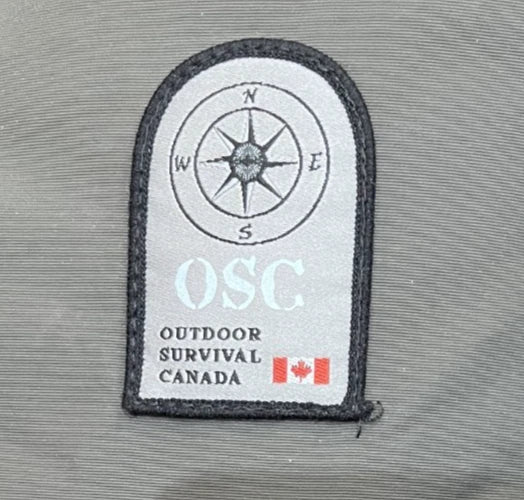 N
W E
S
OSC
OUTDOOR
SURVIVAL
CANADA